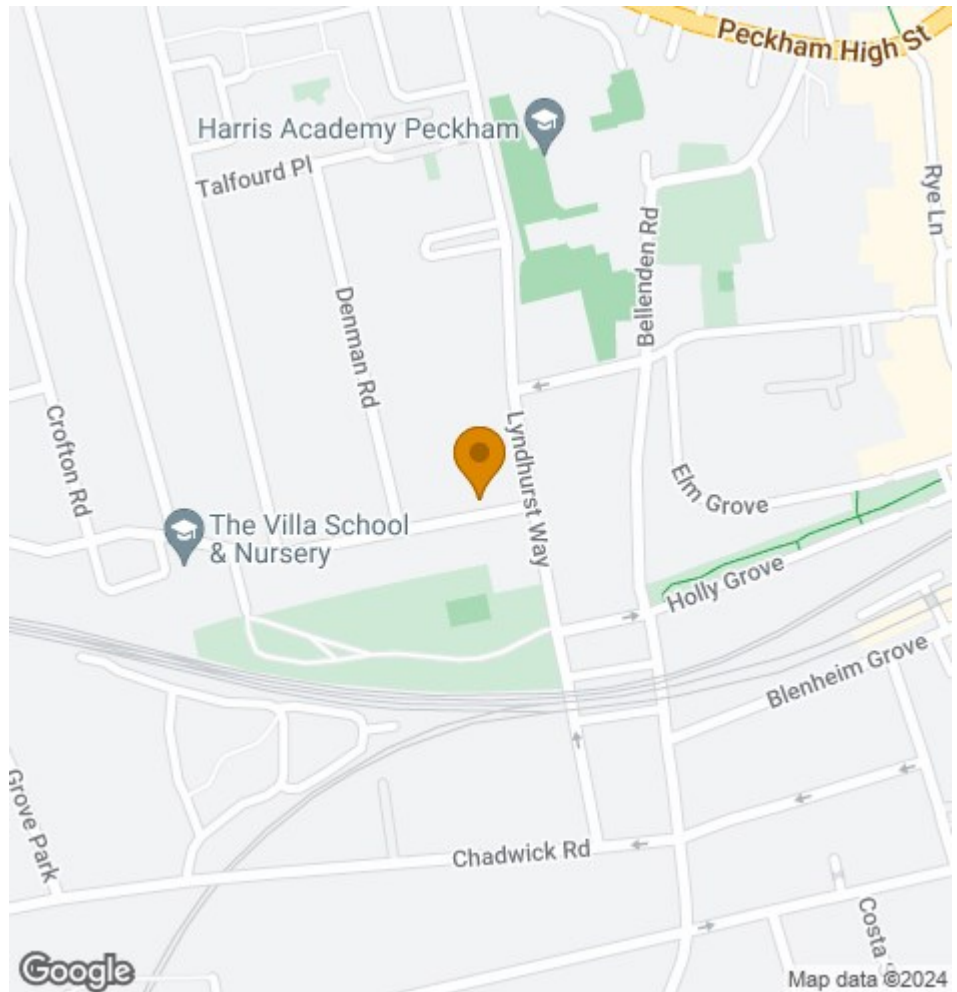 Peckham High St
Harris Academy Peckham
Talfourd Pl
Rye Ln
Bellenden Rd
Denman Rd
Crofton Rd
Lyndhurst Way
Elm Grove
The Villa School
& Nursery
Holly Grove
Blenheim Grove
Grove Park
Chadwick Rd
Costa
Google
Map data ©2024